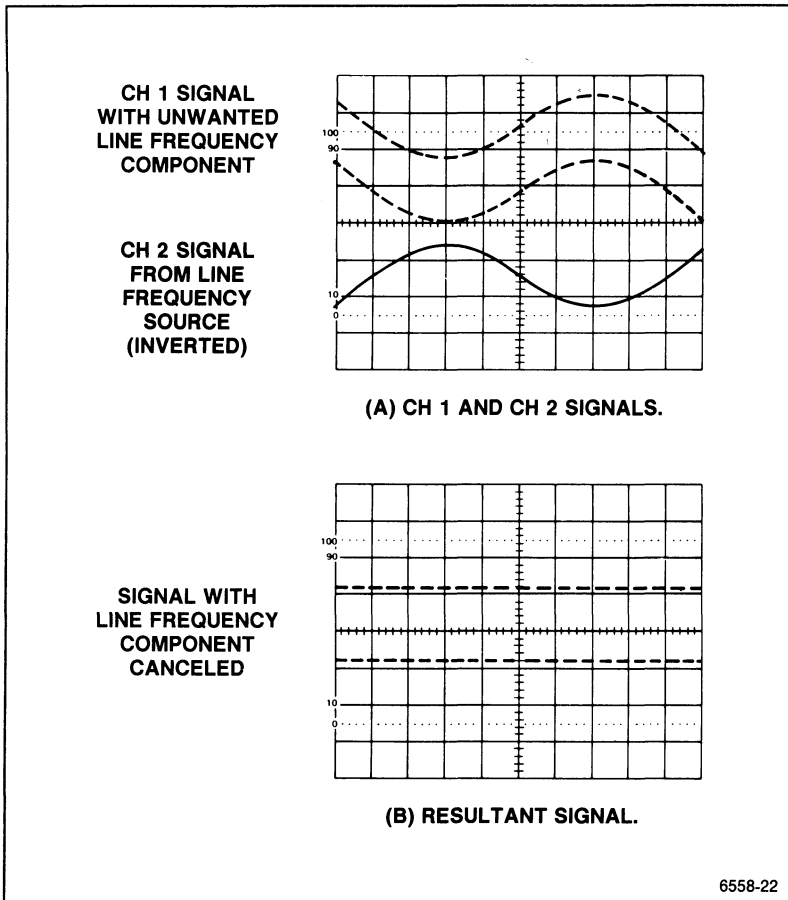 CH 1 SIGNAL
WITH UNWANTED
LINE FREQUENCY
COMPONENT
100
90
CH 2 SIGNAL
FROM LINE
FREQUENCY
SOURCE
(INVERTED)
10
0
(A) CH 1 AND CH 2 SIGNALS.
100
90
SIGNAL WITH
LINE FREQUENCY
COMPONENT
CANCELED
10
0
(B) RESULTANT SIGNAL.
6558-22